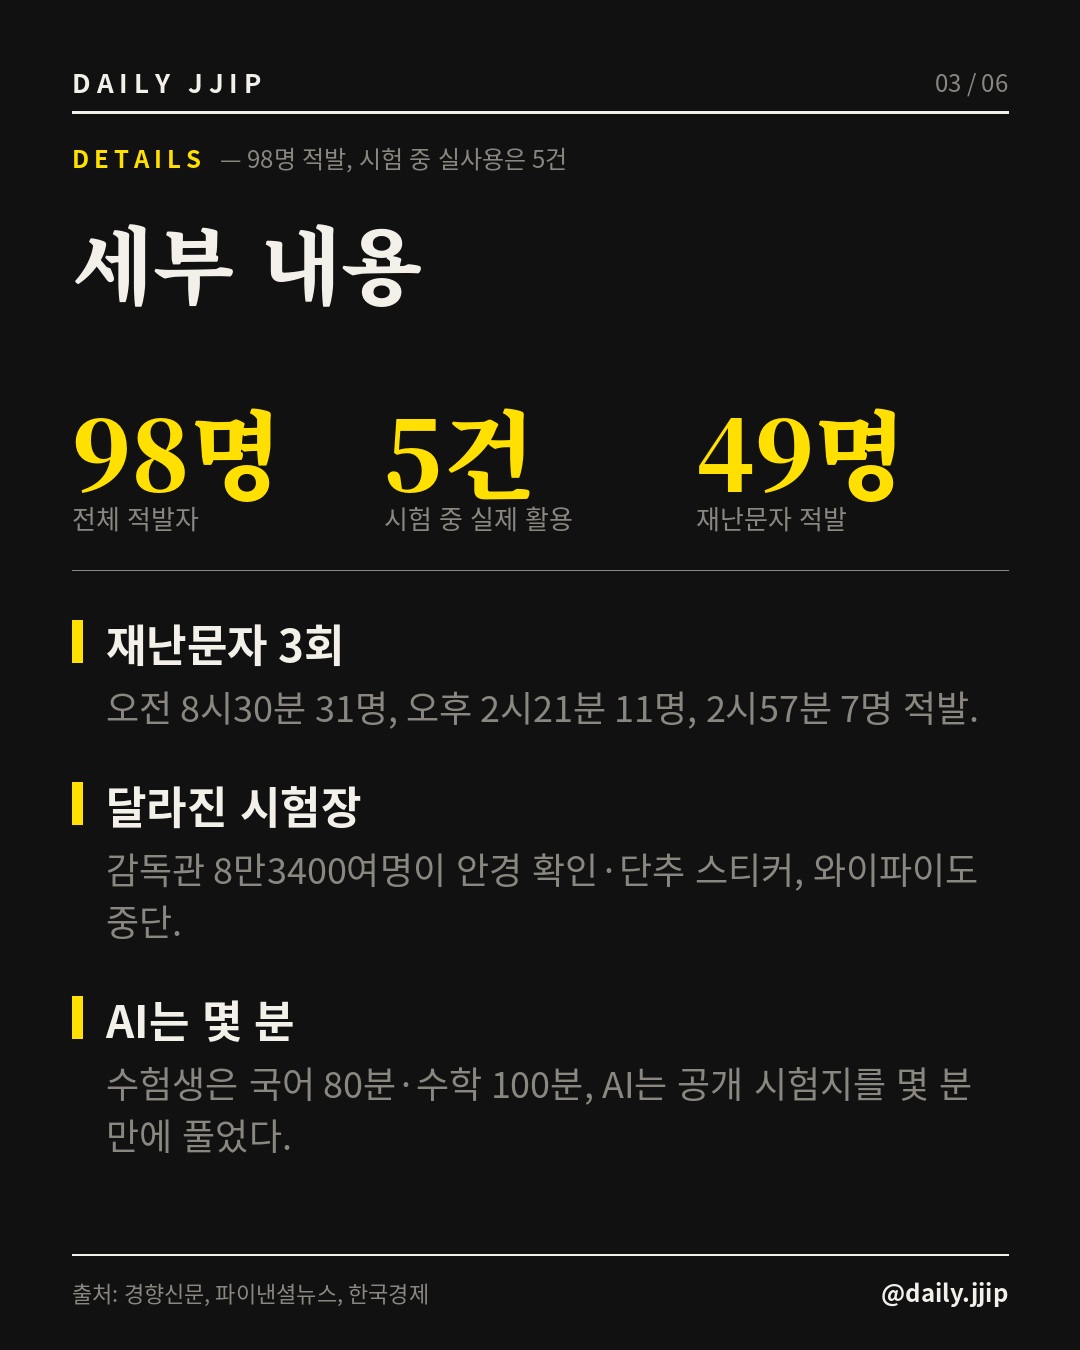 DAILY JJIP
03 / 06
DETAILS — 98명 적발, 시험 중 실사용은 5건
세부 내용
98명 5건 49명
전체 적발자 시험 중 실제 활용 재난문자 적발
재난문자 3회
오전 8시30분 31명, 오후 2시21분 11명, 2시57분 7명 적발.
달라진 시험장
감독관 8만3400여명이 안경 확인·단추 스티커, 와이파이도
중단.
AI는 몇 분
수험생은 국어 80분·수학 100분, AI는 공개 시험지를 몇 분
만에 풀었다.
출처: 경향신문, 파이낸셜뉴스, 한국경제
@daily.jjip